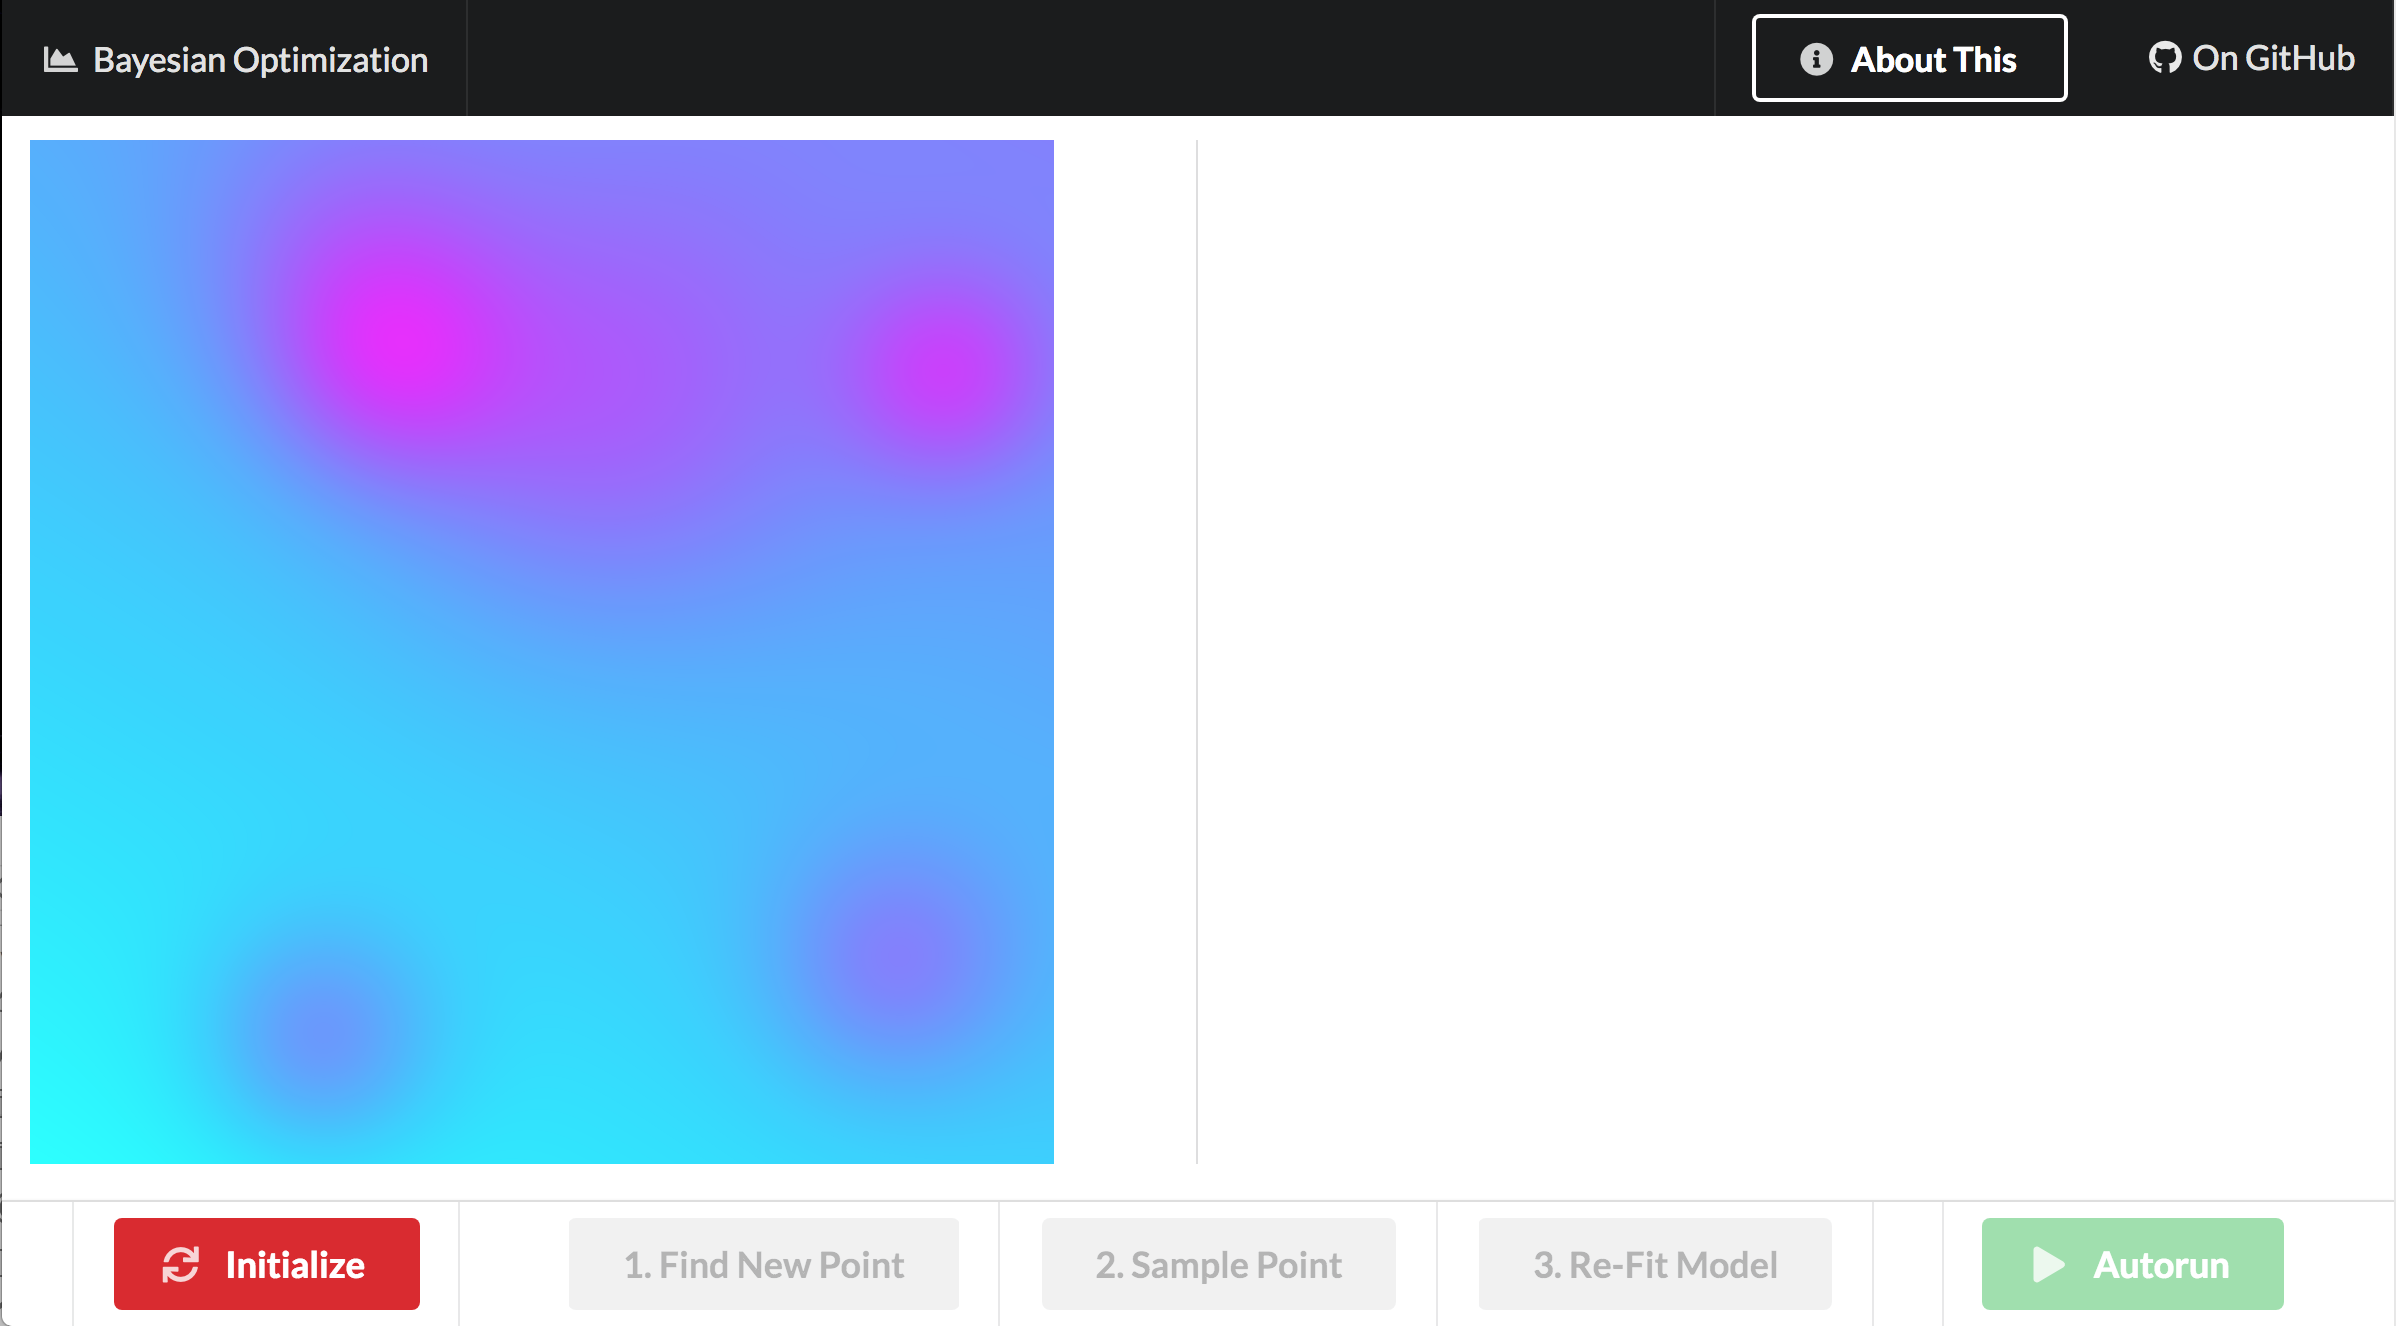 Bayesian Optimization
About This
On GitHub
Initialize
1. Find New Point
2. Sample Point
3. Re-Fit Model
Autorun